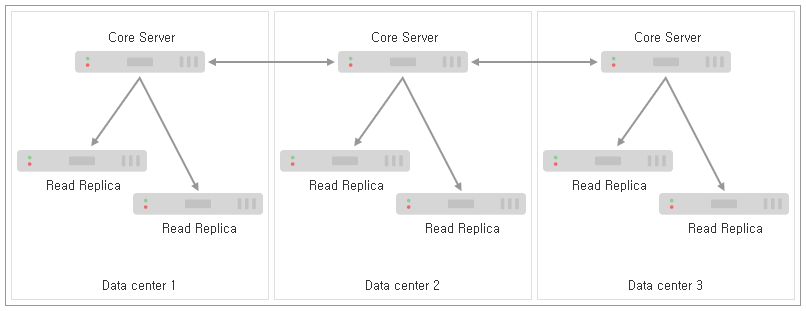 Core Server
Core Server
Core Server
Read Replica
Read Replica
Read Replica
Read Replica
Read Replica
Read Replica
Data center 1
Data center 2
Data center 3